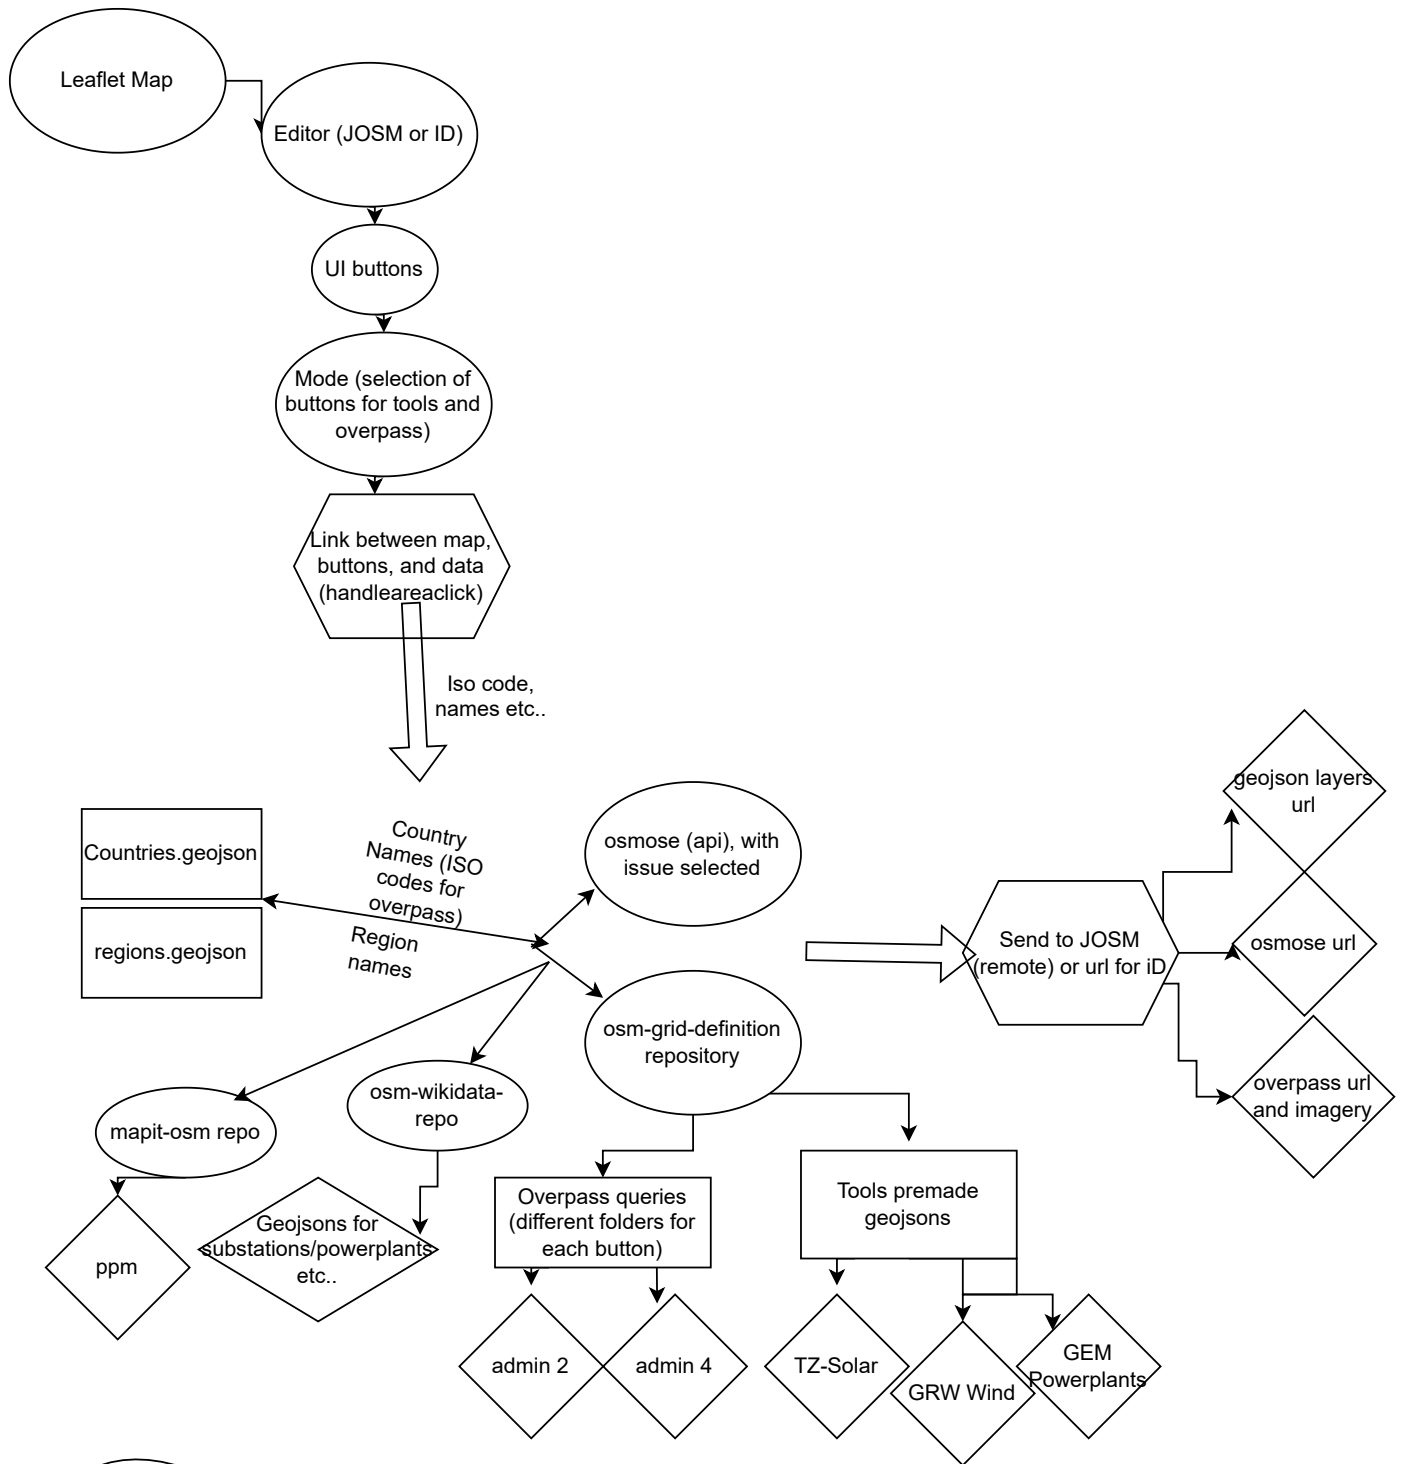 Leaflet Map
Editor (JOSM or ID)
UI buttons
Mode (selection of
buttons for tools and
overpass)
Link between map,
buttons, and data
(handleareaclick)
Iso code,
names etc..
Countries.geojson
regions.geojson
Country
Names (ISO
codes for
overpass)
Region
names
osmose (api), with
issue selected
osm-grid-definition
repository
osm-wikidata-
repo
mapit-osm repo
ppm
Geojsons for
substations/powerplants
etc..
Overpass queries
(different folders for
each button)
admin 2
admin 4
Tools premade
geojsons
TZ-Solar
GRW Wind
GEM
Powerplants
Send to JOSM
(remote) or url for iD
geojson layers
url
osmose url
overpass url
and imagery